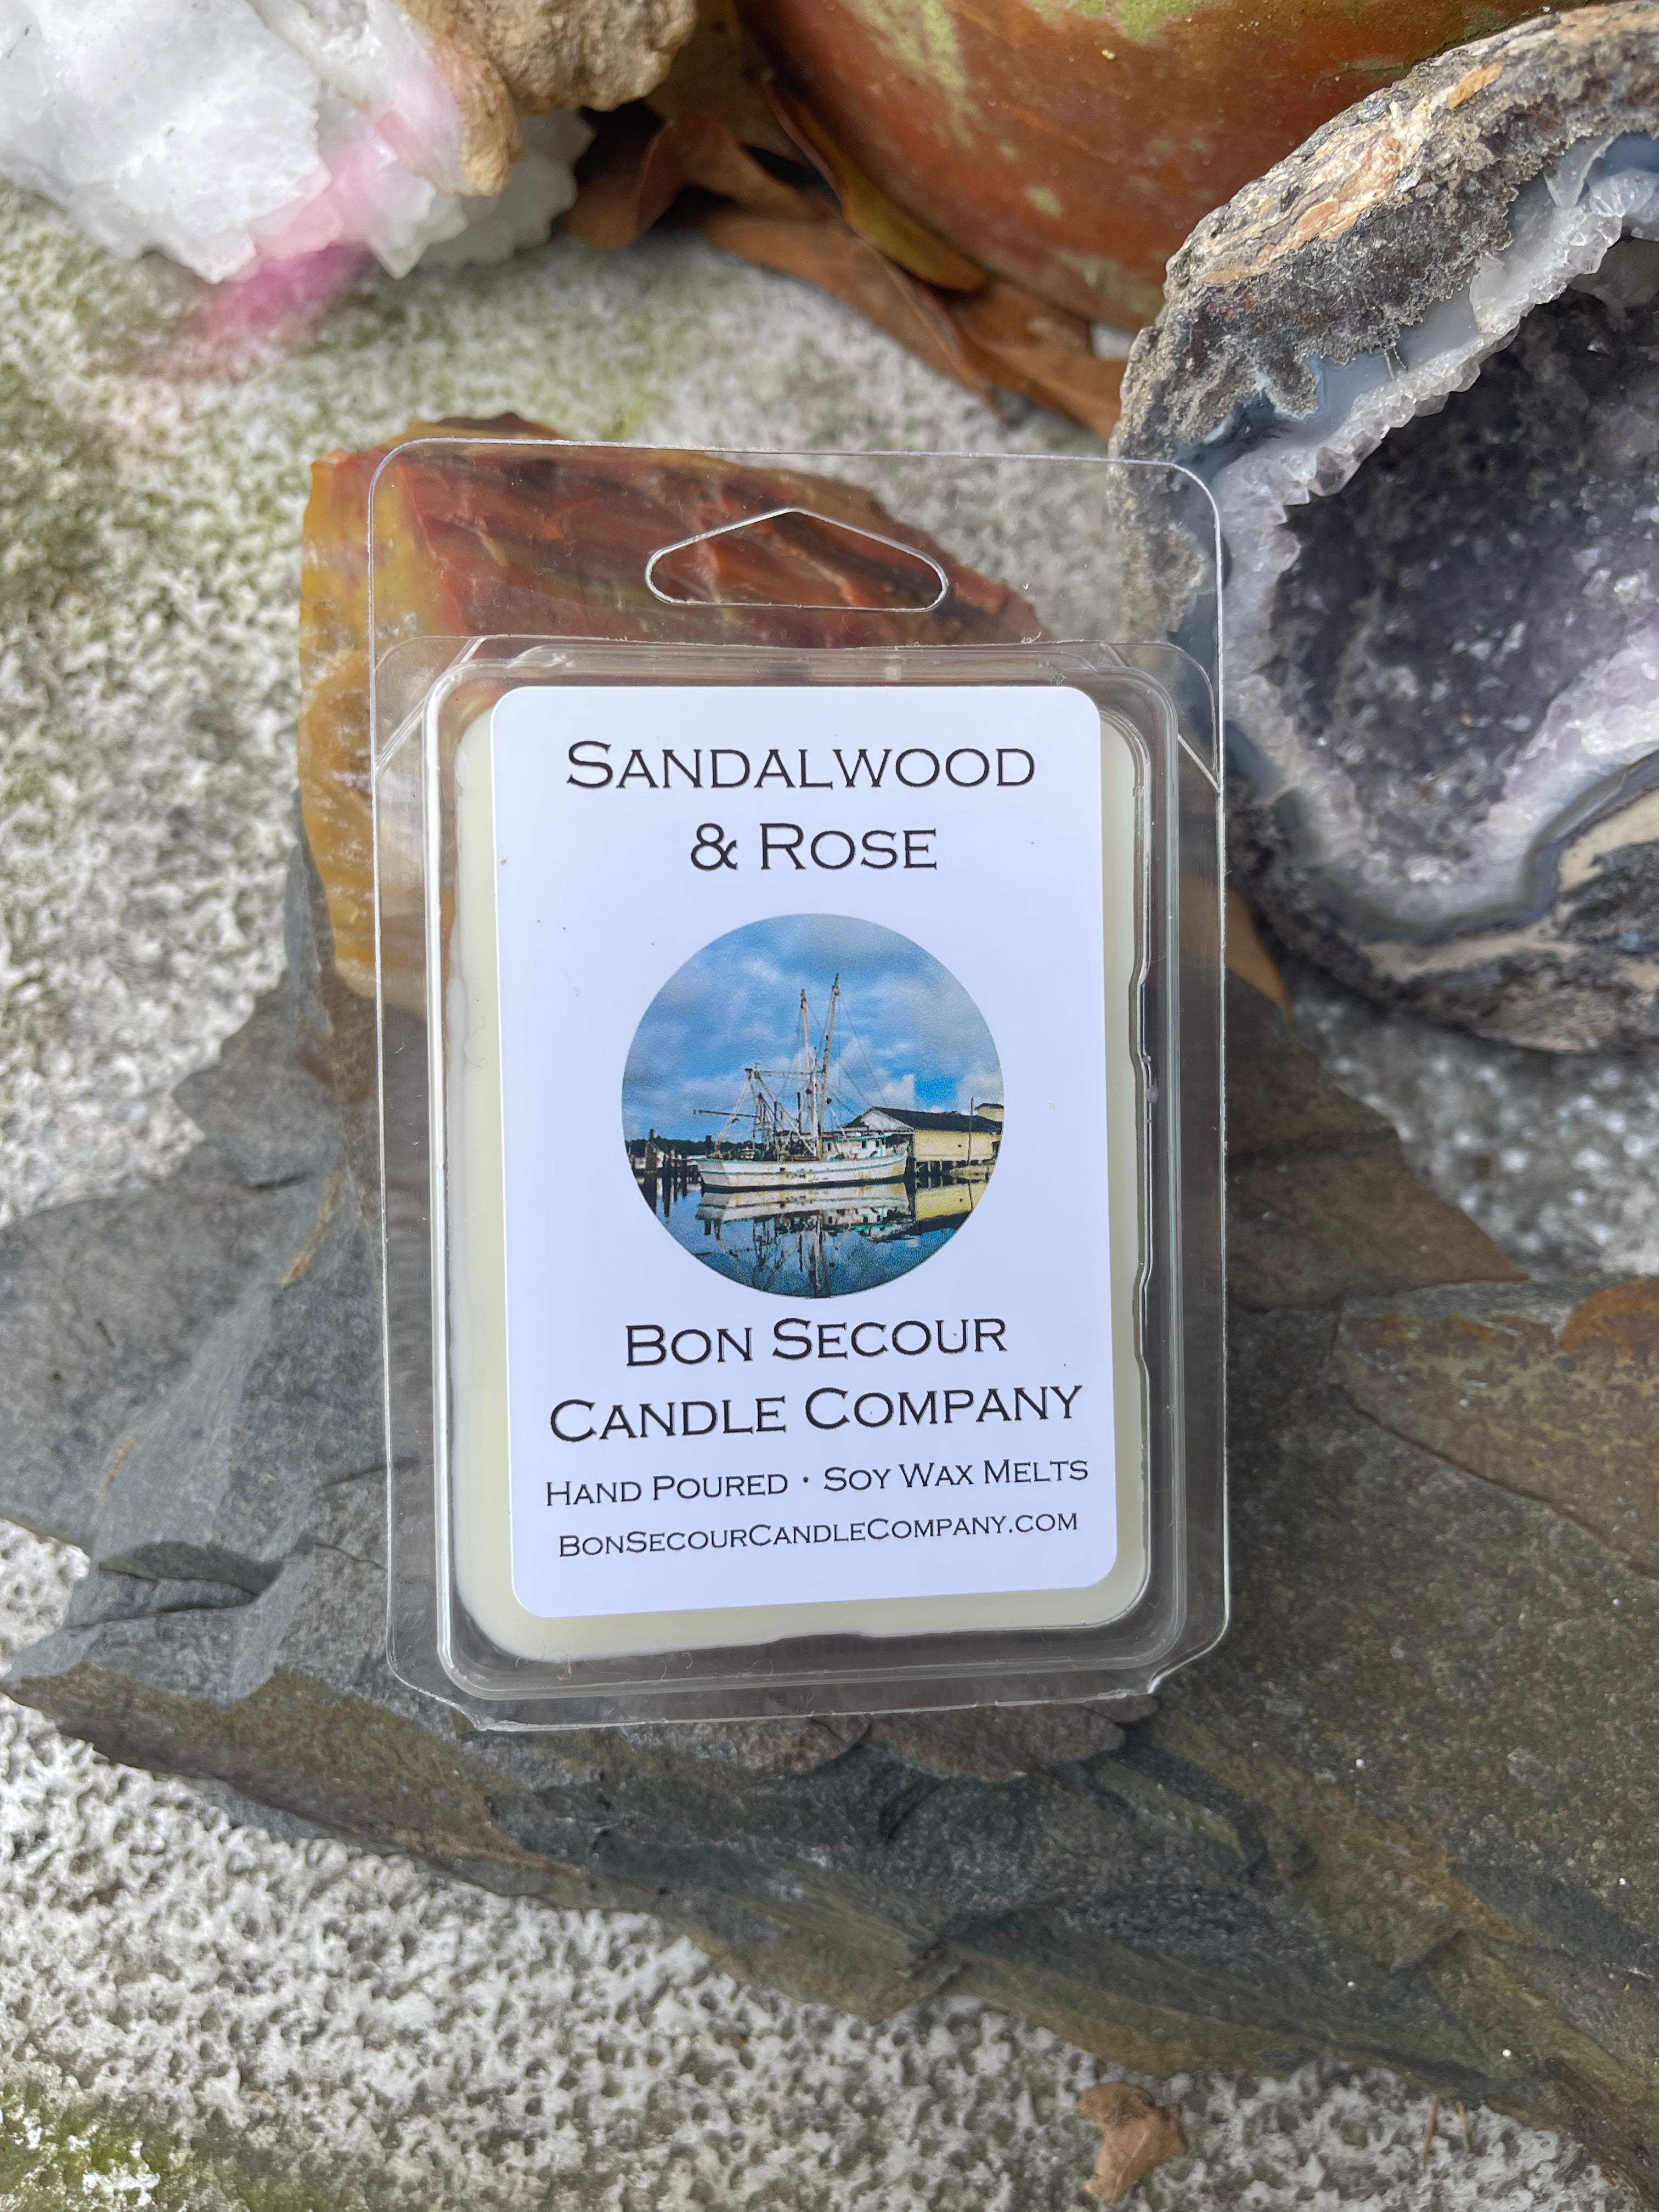 Sandalwood
& Rose
Bon Secour
Candle Company
Hand Poured · Soy Wax Melts
BonSecourCandleCompany.com